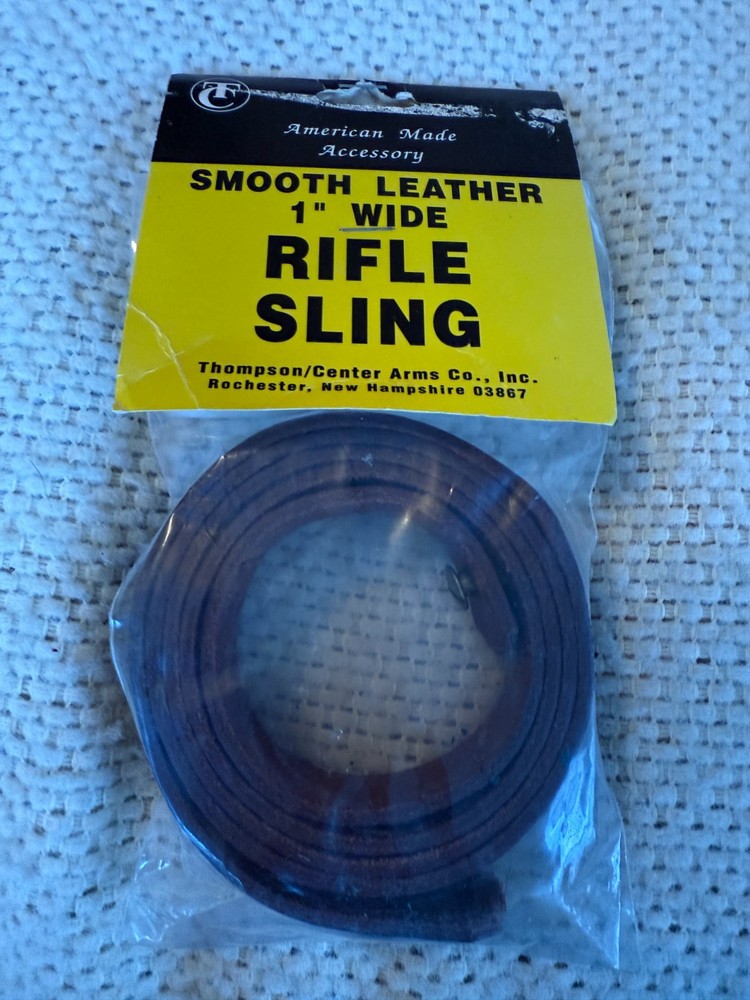 TC
American Made
Accessory
SMOOTH LEATHER
1" WIDE
RIFLE
SLING
Thompson/Center Arms Co., Inc.
Rochester, New Hampshire 03867